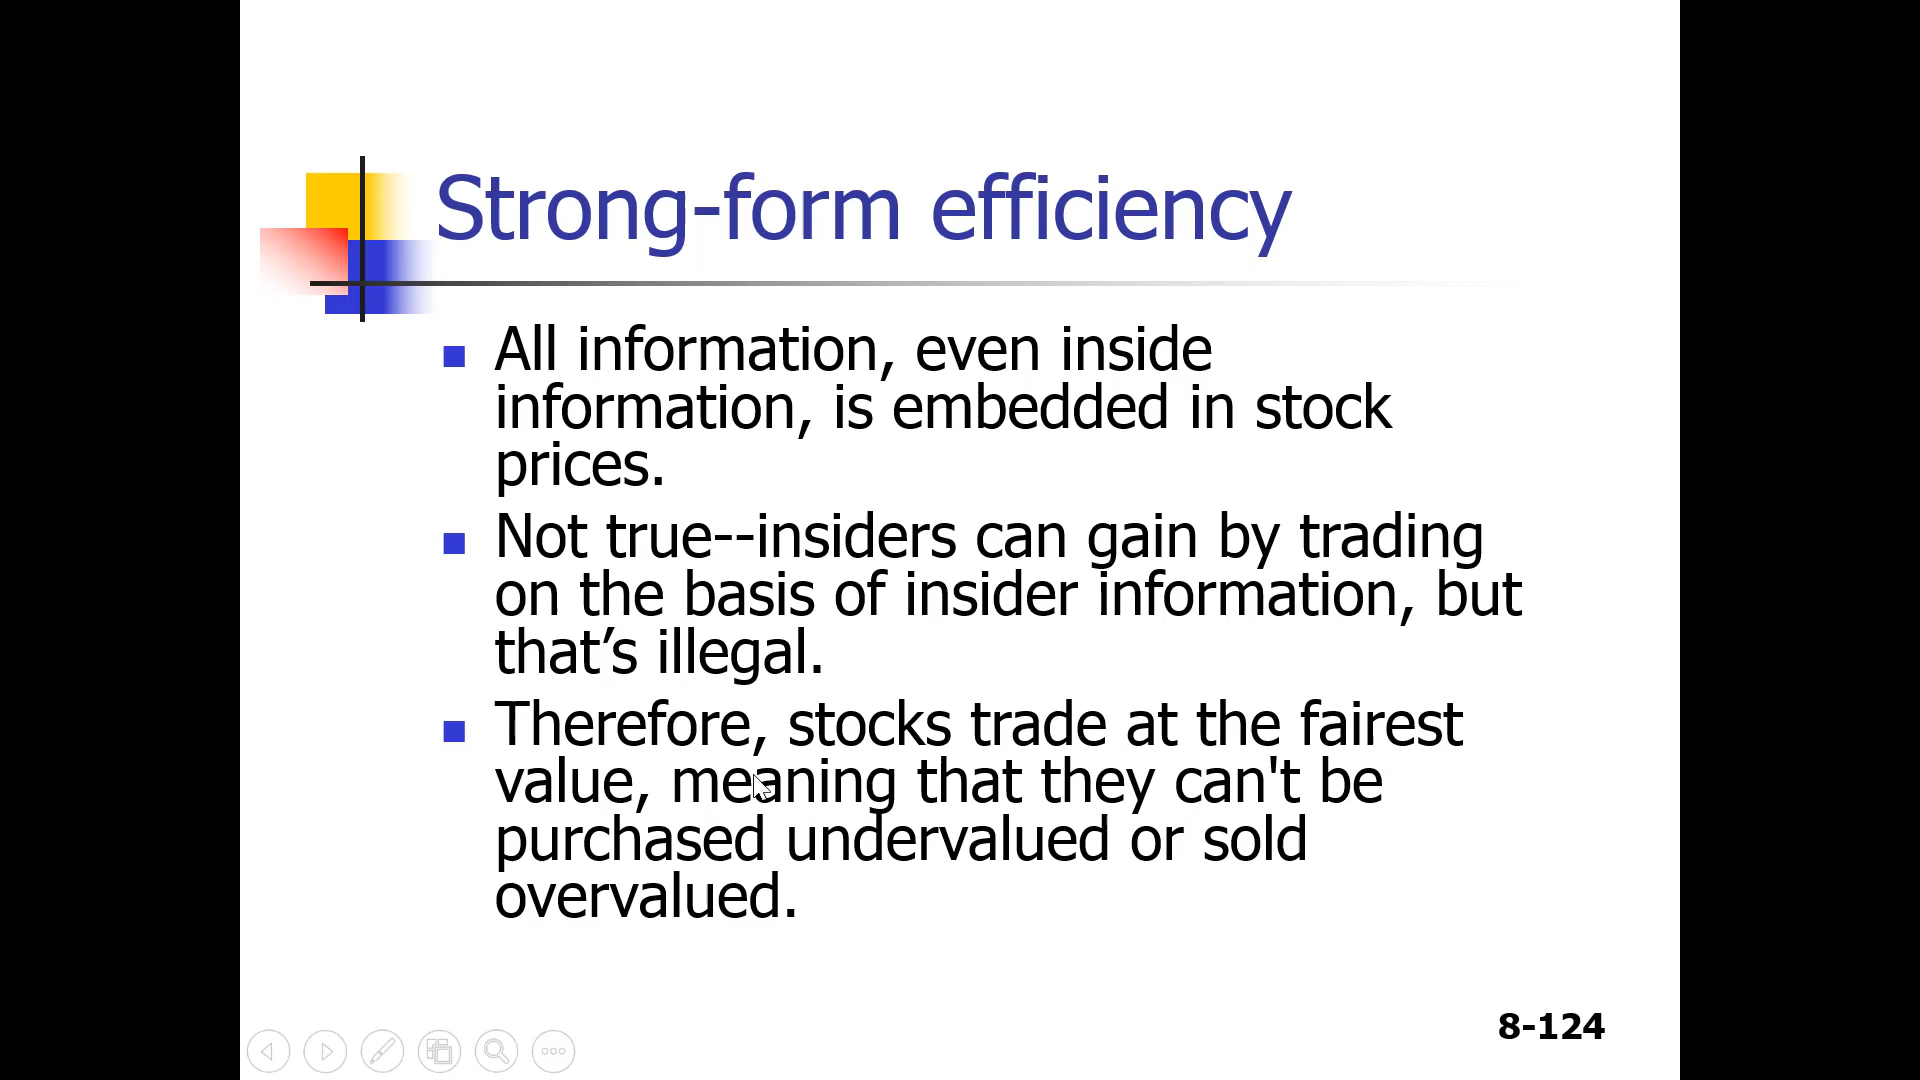 Strong-form efficiency
All information, even inside
information, is embedded in stock
prices.
Not true--insiders can gain by trading
on the basis of insider information, but
that’s illegal.
Therefore, stocks trade at the fairest
value, meaning that they can't be
purchased undervalued or sold
overvalued.
8-124